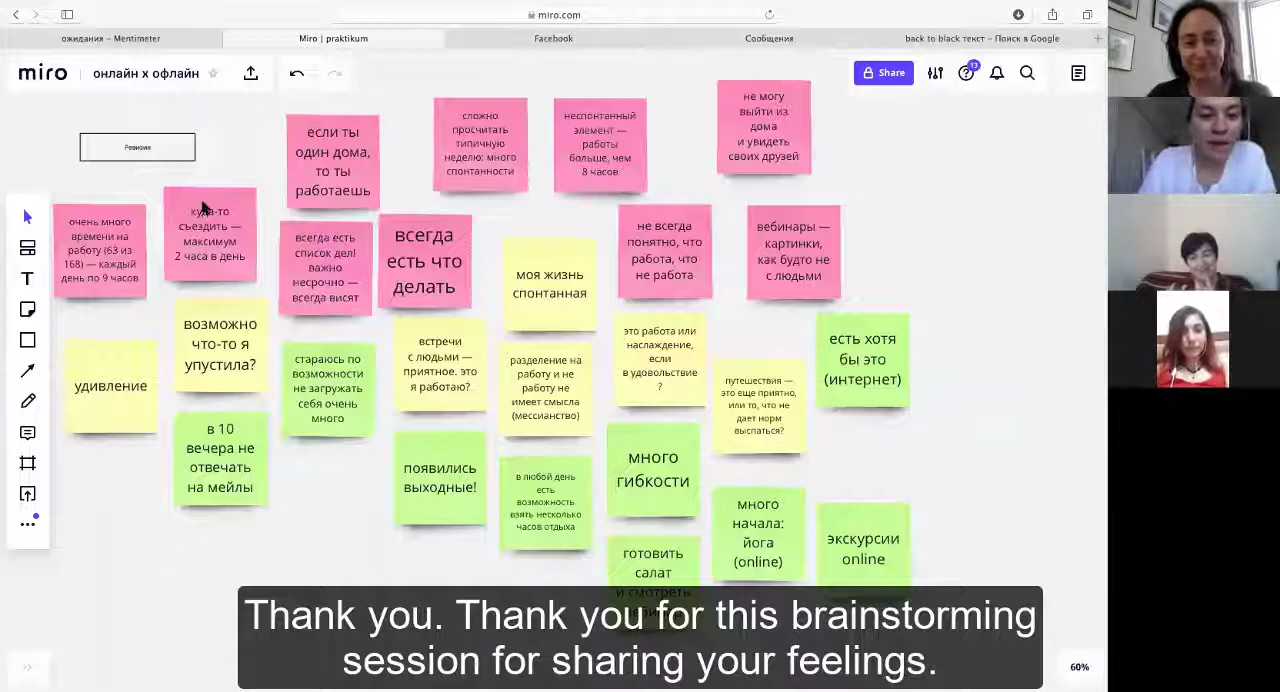 miro.com
ожидания – Mentimeter
Miro | praktikum
Facebook
Сообщения
back to black текст – Поиск в Google
miro
онлайн х офлайн
Share
13
Ревизия
если ты
один дома,
то ты
работаешь
сложно
просчитать
типичную
неделю: много
спонтанности
неспонтанный
элемент —
работы
больше, чем
8 часов
не могу
выйти из
дома
и увидеть
своих друзей
очень много
времени на
работу (63 из
168) — каждый
день по 9 часов
куда-то
съездить —
максимум
2 часа в день
всегда есть
список дел!
важно
несрочно —
всегда висят
всегда
есть что
делать
моя жизнь
спонтанная
не всегда
понятно, что
работа, что
не работа
вебинары —
картинки,
как будто не
с людьми
удивление
возможно
что-то я
упустила?
стараюсь по
возможности
не загружать
себя очень
много
встречи
с людьми —
приятное. это
я работаю?
разделение на
работу и не
работу не
имеет смысла
(мессианство)
это работа или
наслаждение,
если
в удовольствие
?
путешествия —
это еще приятно,
или то, что не
дает норм
выспаться?
есть хотя
бы это
(интернет)
в 10
вечера не
отвечать
на мейлы
появились
выходные!
в любой день
есть
возможность
взять несколько
часов отдыха
много
гибкости
много
начала:
йога
(online)
экскурсии
online
готовить
салат
и смотреть
Thank you. Thank you for this brainstorming
session for sharing your feelings.
60%